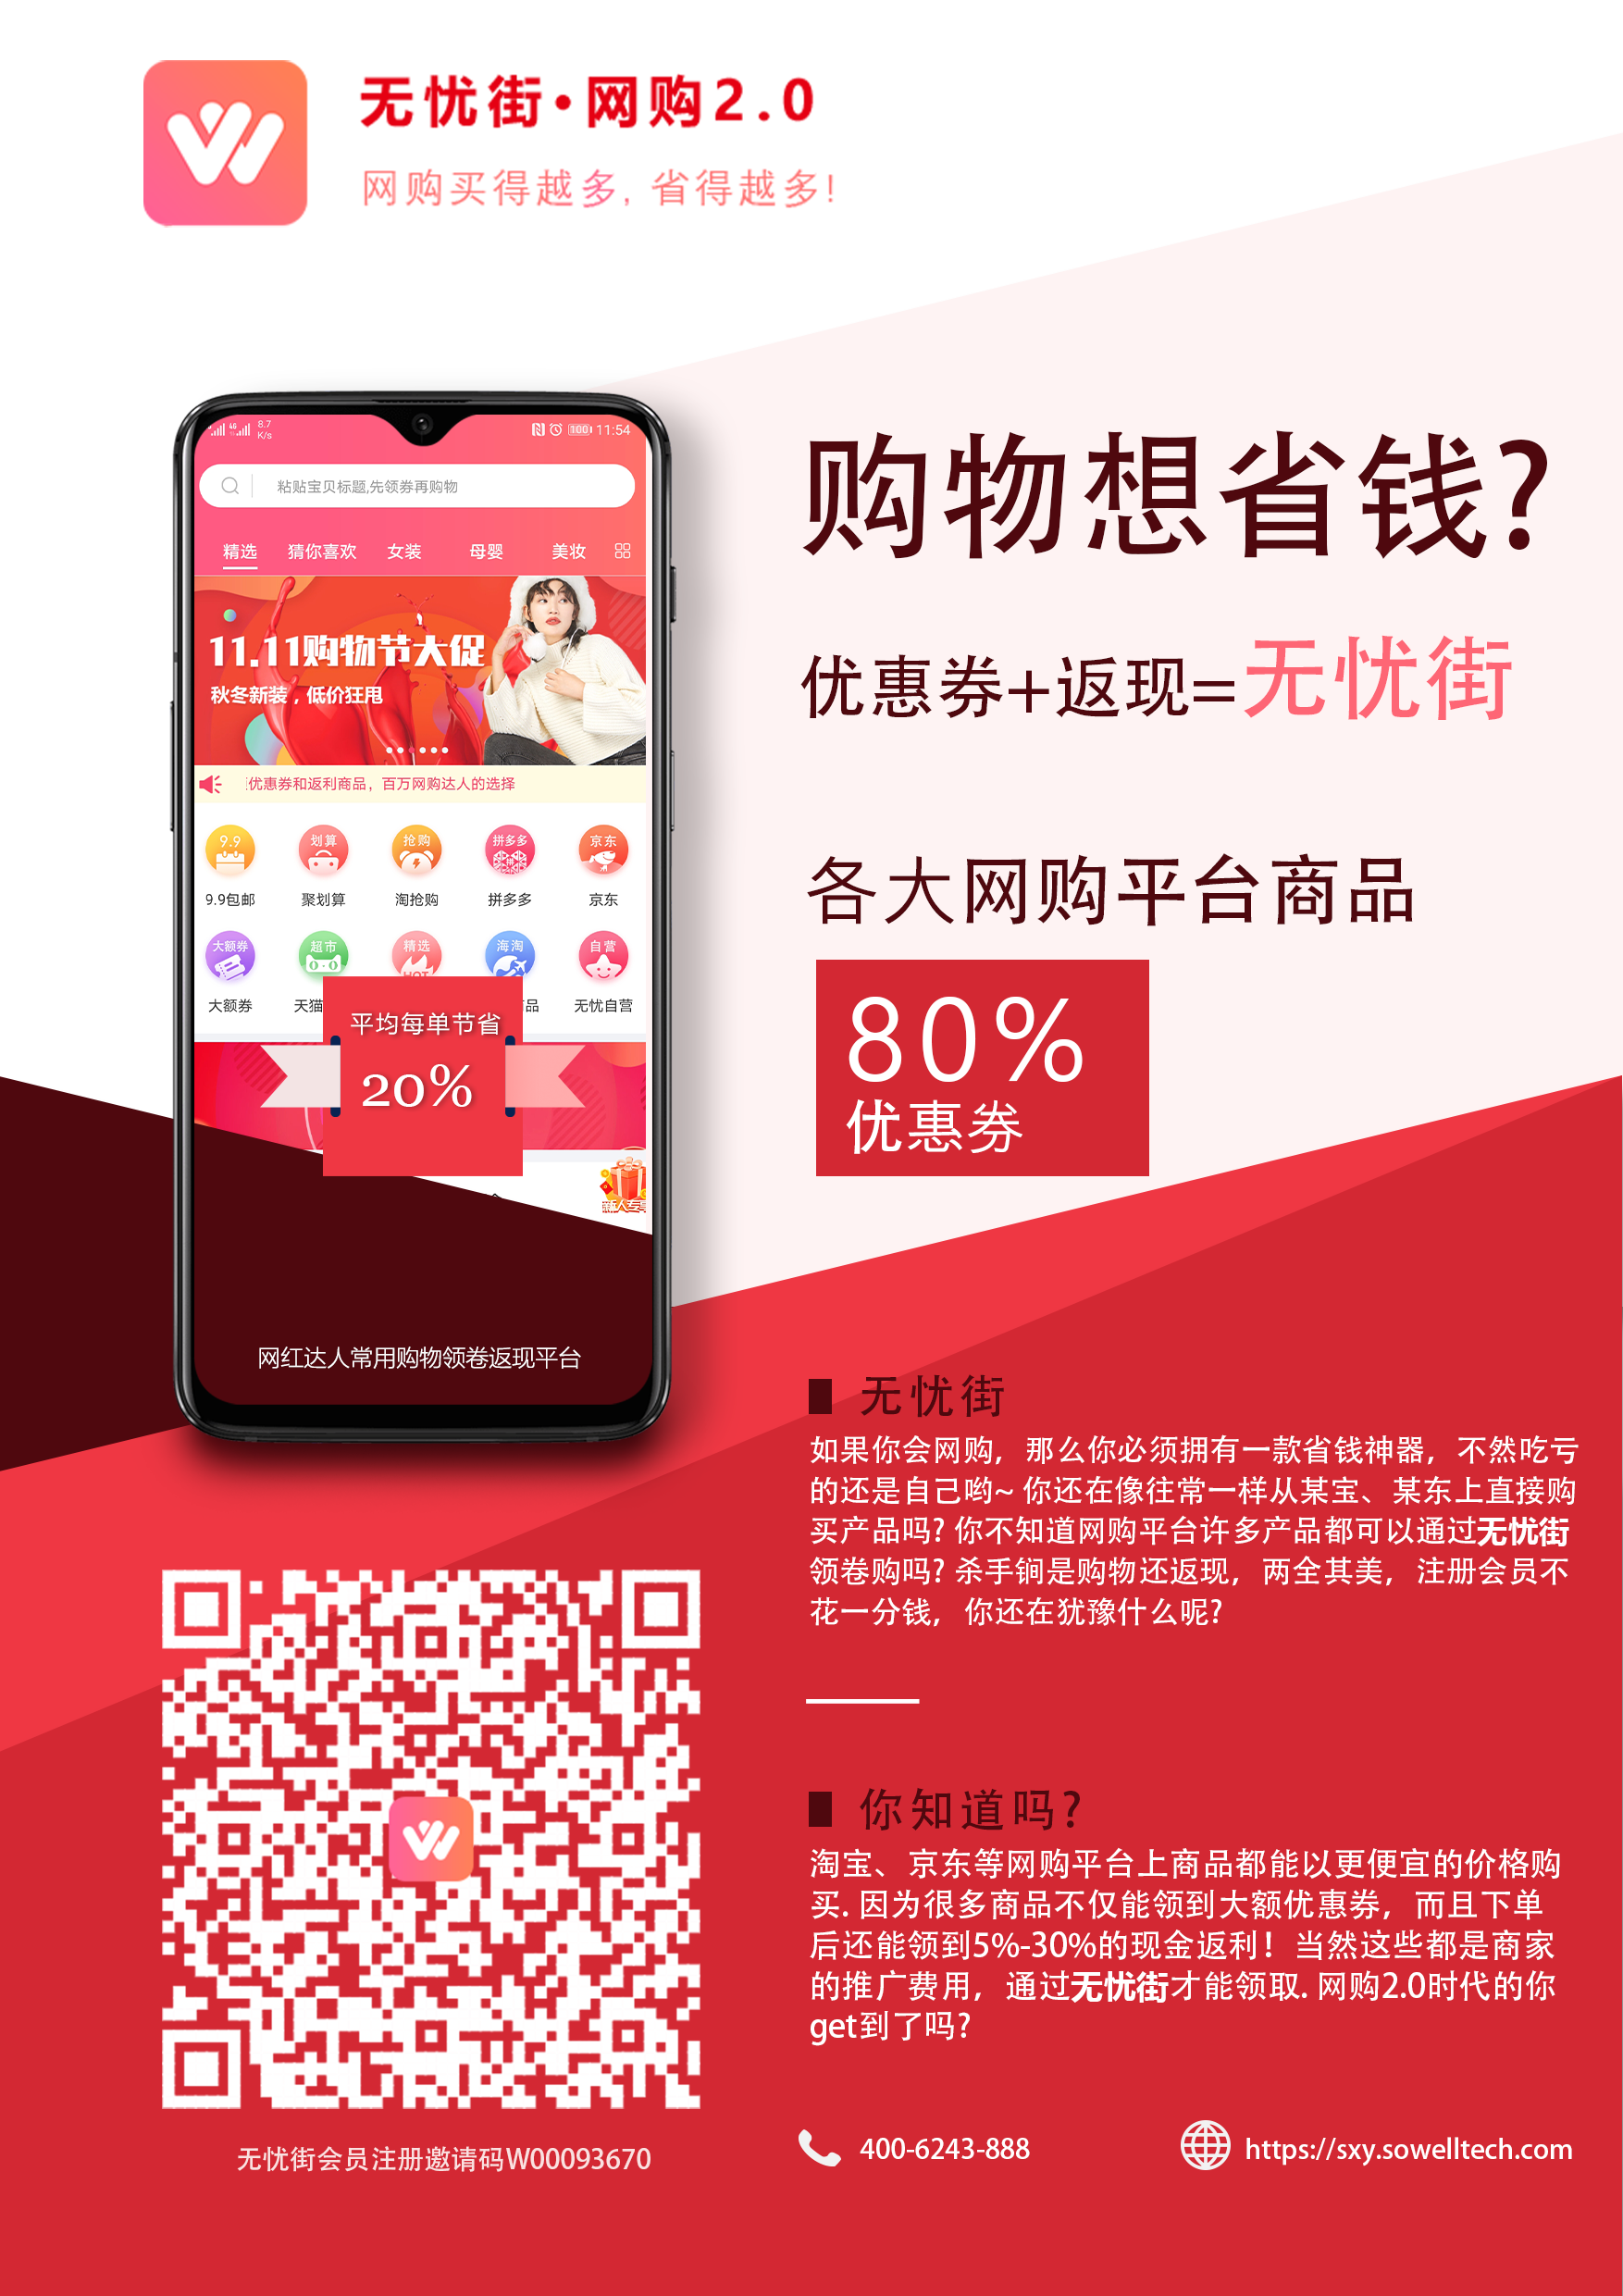 无忧街·网购2.0
网购买得越多, 省得越多!
8.7
K/s
100
11:54
粘贴宝贝标题,先领券再购物
精选 猜你喜欢 女装 母婴 美妆
11.11购物节大促
秋冬新装，低价狂甩
优惠券和返利商品，百万网购达人的选择
9.9 划算 抢购 拼多多 京东
9.9包邮 聚划算 淘抢购 拼多多 京东
大额券 超市 精选 海淘 自营
HOT
大额券 天猫 品 无忧自营
平均每单节省
20%
新人专享
网红达人常用购物领卷返现平台
购物想省钱?
优惠券+返现=无忧街
各大网购平台商品
80%
优惠券
无忧街
如果你会网购，那么你必须拥有一款省钱神器，不然吃亏
的还是自己哟~ 你还在像往常一样从某宝、某东上直接购
买产品吗? 你不知道网购平台许多产品都可以通过无忧街
领卷购吗? 杀手锏是购物还返现，两全其美，注册会员不
花一分钱，你还在犹豫什么呢?
你知道吗?
淘宝、京东等网购平台上商品都能以更便宜的价格购
买. 因为很多商品不仅能领到大额优惠券，而且下单
后还能领到5%-30%的现金返利！当然这些都是商家
的推广费用，通过无忧街才能领取. 网购2.0时代的你
get到了吗?
无忧街会员注册邀请码W00093670
400-6243-888
https://sxy.sowelltech.com